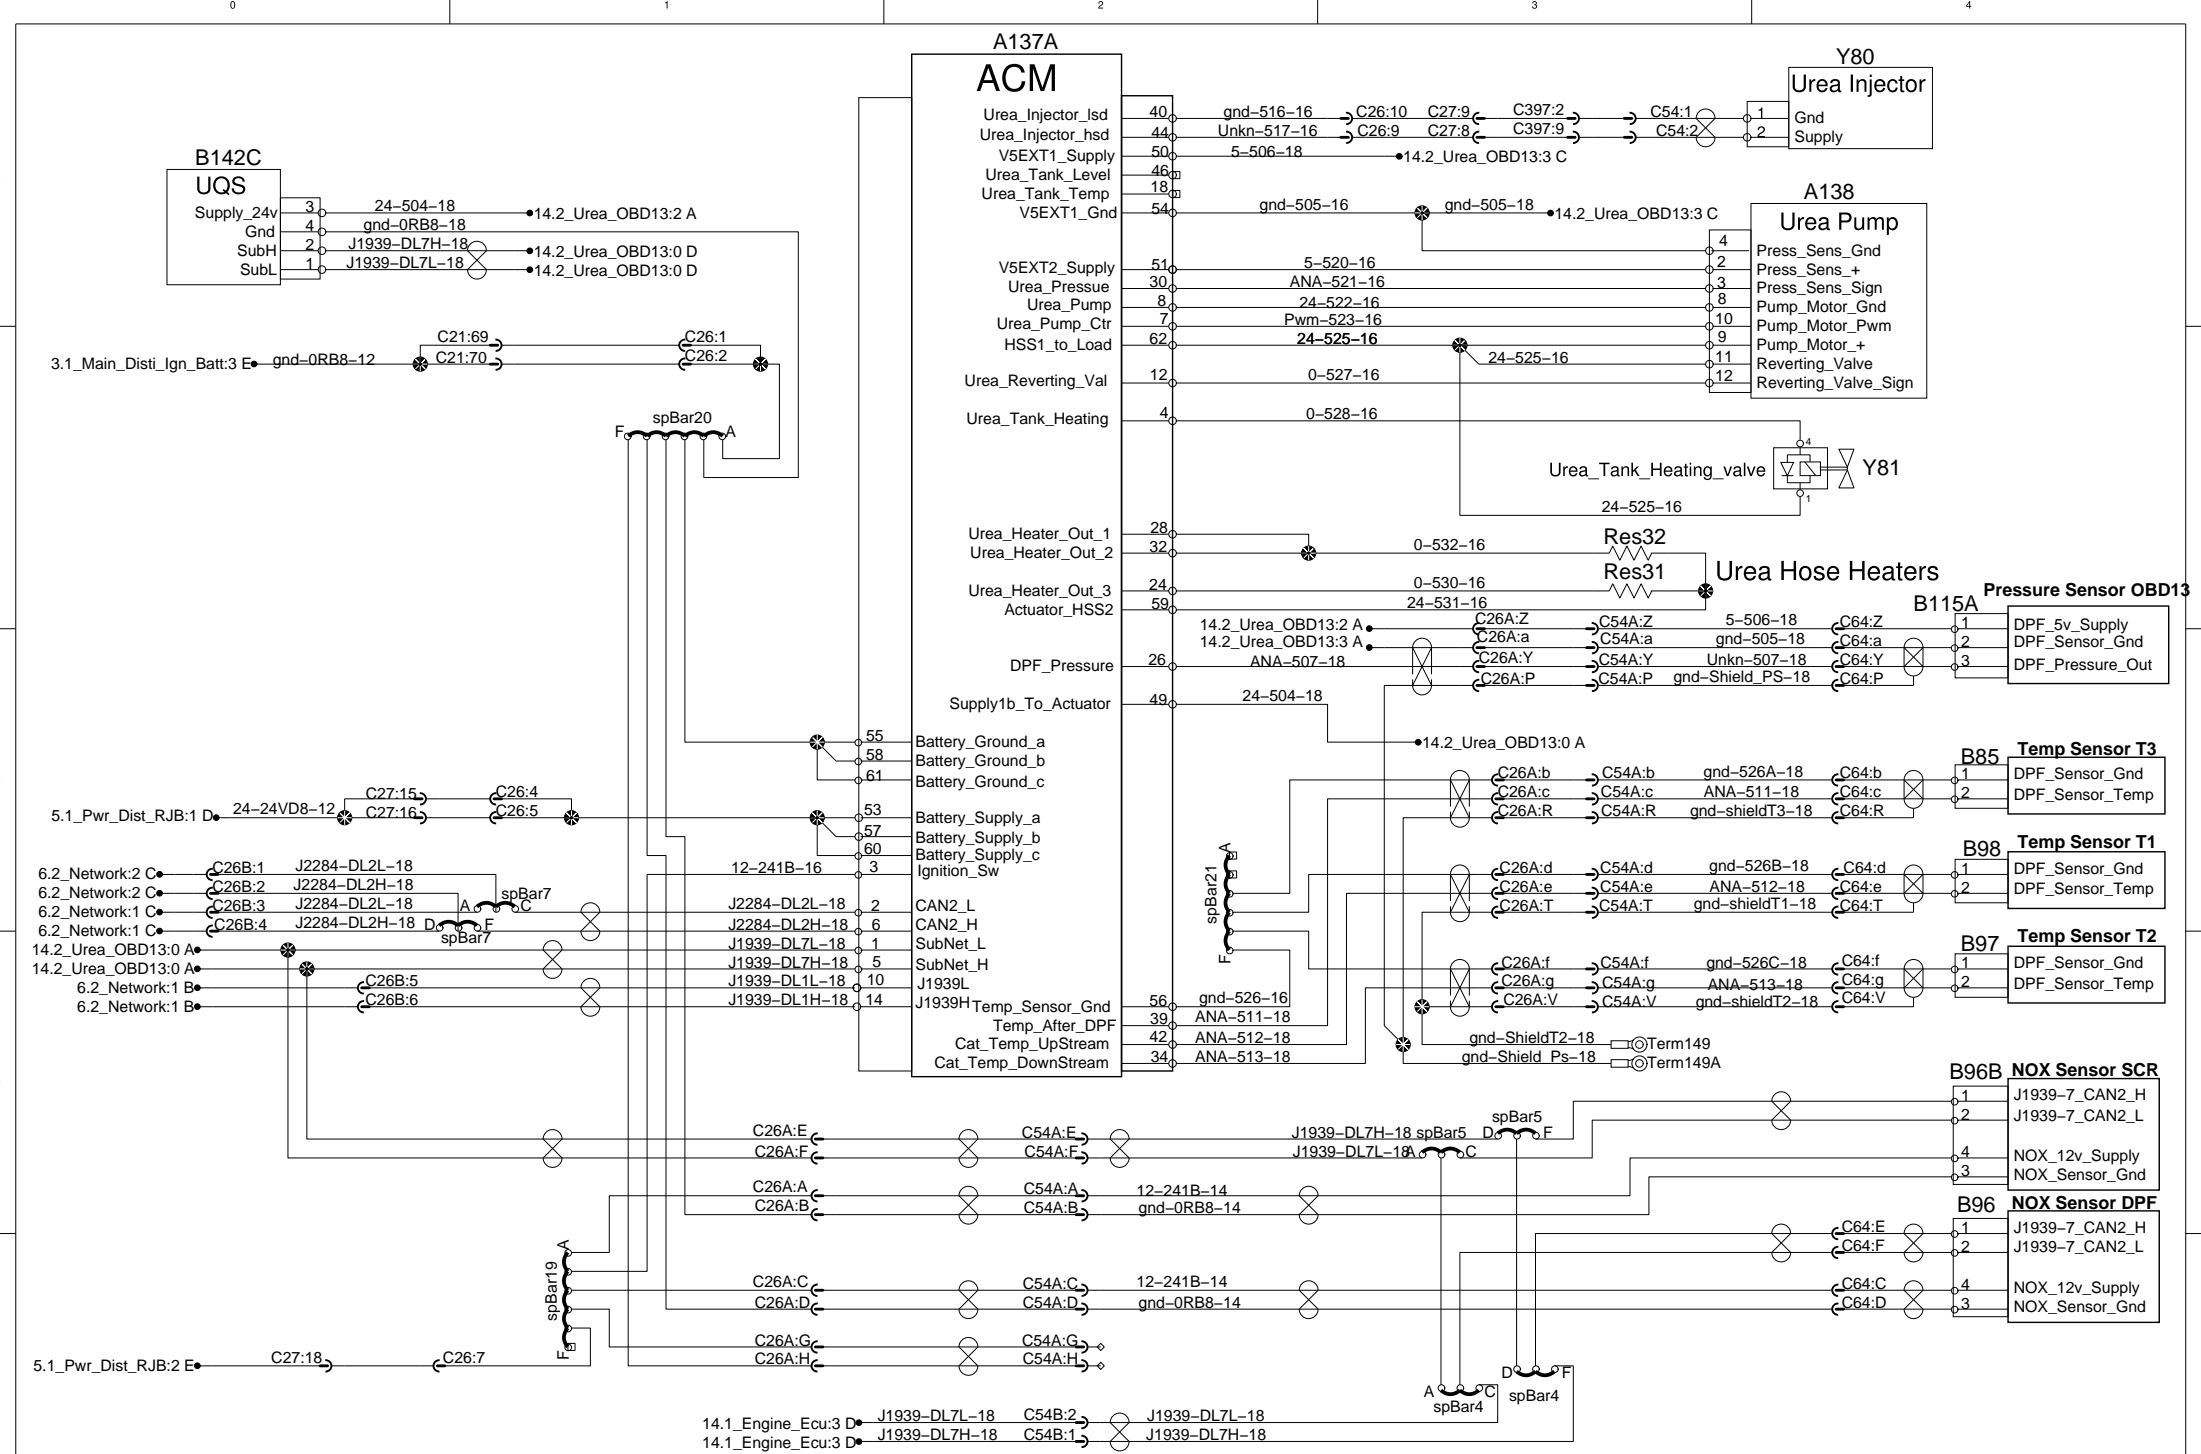 0 1 2 3 4
A137A
ACM
Urea_Injector_lsd 40 gnd–516–16 C26:10 C27:9 C397:2 C54:1
Urea_Injector_hsd 44 Unkn–517–16 C26:9 C27:8 C397:9 C54:2
V5EXT1_Supply 50 5–506–18 14.2_Urea_OBD13:3 C
Urea_Tank_Level 46
Urea_Tank_Temp 18
V5EXT1_Gnd 54 gnd–505–16 gnd–505–18 14.2_Urea_OBD13:3 C
V5EXT2_Supply 51 5–520–16
Urea_Pressue 30 ANA–521–16
Urea_Pump 8 24–522–16
Urea_Pump_Ctr 7 Pwm–523–16
HSS1_to_Load 62 24–525–16
24–525–16
Urea_Reverting_Val 12 0–527–16
Urea_Tank_Heating 4 0–528–16
Y80
Urea Injector
1 Gnd
2 Supply
A138
Urea Pump
4 Press_Sens_Gnd
2 Press_Sens_+
3 Press_Sens_Sign
8 Pump_Motor_Gnd
10 Pump_Motor_Pwm
9 Pump_Motor_+
11 Reverting_Valve
12 Reverting_Valve_Sign
4
Urea_Tank_Heating_valve Y81
1
24–525–16
B142C
UQS
Supply_24v 3 24–504–18 14.2_Urea_OBD13:2 A
Gnd 4 gnd–0RB8–18
SubH 2 J1939–DL7H–18 14.2_Urea_OBD13:0 D
SubL 1 J1939–DL7L–18 14.2_Urea_OBD13:0 D
C21:69 C26:1
3.1_Main_Disti_Ign_Batt:3 E gnd–0RB8–12 C21:70 C26:2
spBar20
F A
Urea_Heater_Out_1 28
Urea_Heater_Out_2 32 0–532–16 Res32
Urea_Heater_Out_3 24 0–530–16 Res31
Actuator_HSS2 59 24–531–16
Urea Hose Heaters
Pressure Sensor OBD13
B115A
14.2_Urea_OBD13:2 A C26A:Z C54A:Z 5–506–18 C64:Z 1 DPF_5v_Supply
14.2_Urea_OBD13:3 A C26A:a C54A:a gnd–505–18 C64:a 2 DPF_Sensor_Gnd
DPF_Pressure 26 ANA–507–18 C26A:Y C54A:Y Unkn–507–18 C64:Y 3 DPF_Pressure_Out
C26A:P C54A:P gnd–Shield_PS–18 C64:P
Supply1b_To_Actuator 49 24–504–18
14.2_Urea_OBD13:0 A
55 Battery_Ground_a
58 Battery_Ground_b
61 Battery_Ground_c
C27:15 C26:4
5.1_Pwr_Dist_RJB:1 D 24–24VD8–12 C27:16 C26:5
53 Battery_Supply_a
57 Battery_Supply_b
60 Battery_Supply_c
12–241B–16 3 Ignition_Sw
6.2_Network:2 C C26B:1 J2284–DL2L–18
6.2_Network:2 C C26B:2 J2284–DL2H–18
6.2_Network:1 C C26B:3 J2284–DL2L–18 A spBar7 C J2284–DL2L–18 2 CAN2_L
6.2_Network:1 C C26B:4 J2284–DL2H–18 D spBar7 F J2284–DL2H–18 6 CAN2_H
14.2_Urea_OBD13:0 A J1939–DL7L–18 1 SubNet_L
14.2_Urea_OBD13:0 A J1939–DL7H–18 5 SubNet_H
6.2_Network:1 B C26B:5 J1939–DL1L–18 10 J1939L
6.2_Network:1 B C26B:6 J1939–DL1H–18 14 J1939H
Temp_Sensor_Gnd 56 gnd–526–16
Temp_After_DPF 39 ANA–511–18
Cat_Temp_UpStream 42 ANA–512–18
Cat_Temp_DownStream 34 ANA–513–18
A
spBar21
F
B85 Temp Sensor T3
C26A:b C54A:b gnd–526A–18 C64:b 1 DPF_Sensor_Gnd
C26A:c C54A:c ANA–511–18 C64:c 2 DPF_Sensor_Temp
C26A:R C54A:R gnd–shieldT3–18 C64:R
B98 Temp Sensor T1
C26A:d C54A:d gnd–526B–18 C64:d 1 DPF_Sensor_Gnd
C26A:e C54A:e ANA–512–18 C64:e 2 DPF_Sensor_Temp
C26A:T C54A:T gnd–shieldT1–18 C64:T
B97 Temp Sensor T2
C26A:f C54A:f gnd–526C–18 C64:f 1 DPF_Sensor_Gnd
C26A:g C54A:g ANA–513–18 C64:g 2 DPF_Sensor_Temp
C26A:V C54A:V gnd–shieldT2–18 C64:V
gnd–ShieldT2–18 Term149
gnd–Shield_Ps–18 Term149A
B96B NOX Sensor SCR
1 J1939–7_CAN2_H
2 J1939–7_CAN2_L
4 NOX_12v_Supply
3 NOX_Sensor_Gnd
C26A:E C54A:E J1939–DL7H–18 spBar5 D spBar5 F
C26A:F C54A:F J1939–DL7L–18 A C
C26A:A C54A:A 12–241B–14
C26A:B C54A:B gnd–0RB8–14
B96 NOX Sensor DPF
C64:E 1 J1939–7_CAN2_H
C64:F 2 J1939–7_CAN2_L
A
spBar19
F
C26A:C C54A:C 12–241B–14 C64:C 4 NOX_12v_Supply
C26A:D C54A:D gnd–0RB8–14 C64:D 3 NOX_Sensor_Gnd
C26A:G C54A:G
C26A:H C54A:H
5.1_Pwr_Dist_RJB:2 E C27:18 C26:7
D F
spBar4
A C
spBar4
14.1_Engine_Ecu:3 D J1939–DL7L–18 C54B:2 J1939–DL7L–18
14.1_Engine_Ecu:3 D J1939–DL7H–18 C54B:1 J1939–DL7H–18